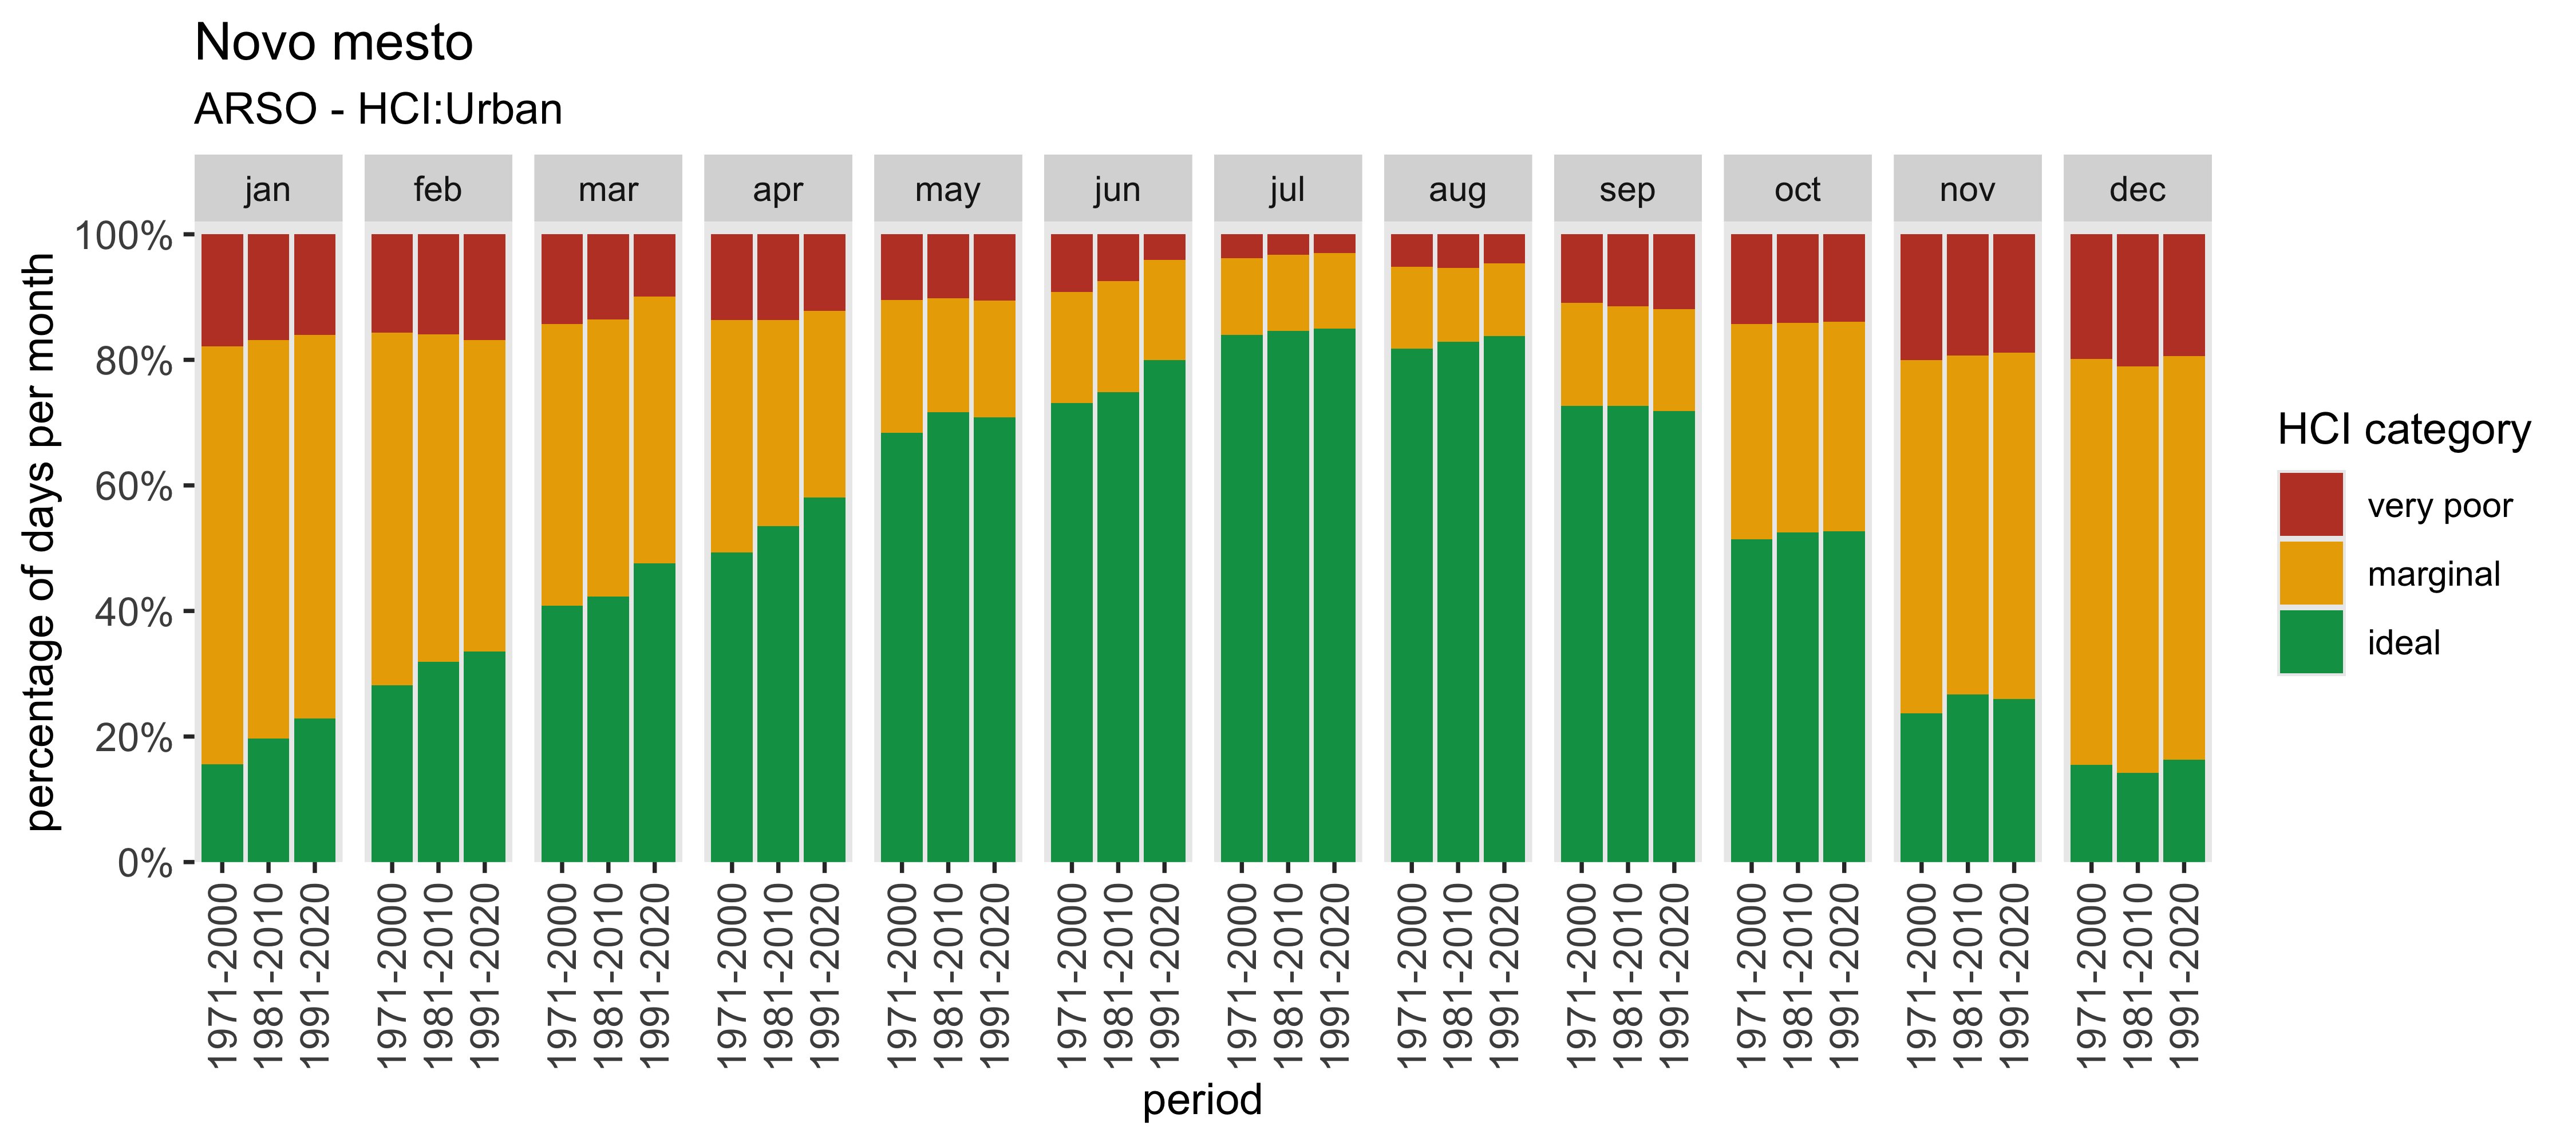 Novo mesto
ARSO - HCI:Urban
jan feb mar apr may jun jul aug sep oct nov dec
percentage of days per month
100%
80%
60%
40%
20%
0%
1971-2000 1981-2010 1991-2020 1971-2000 1981-2010 1991-2020 1971-2000 1981-2010 1991-2020 1971-2000 1981-2010 1991-2020 1971-2000 1981-2010 1991-2020 1971-2000 1981-2010 1991-2020 1971-2000 1981-2010 1991-2020 1971-2000 1981-2010 1991-2020 1971-2000 1981-2010 1991-2020 1971-2000 1981-2010 1991-2020 1971-2000 1981-2010 1991-2020 1971-2000 1981-2010 1991-2020
period
HCI category
very poor
marginal
ideal